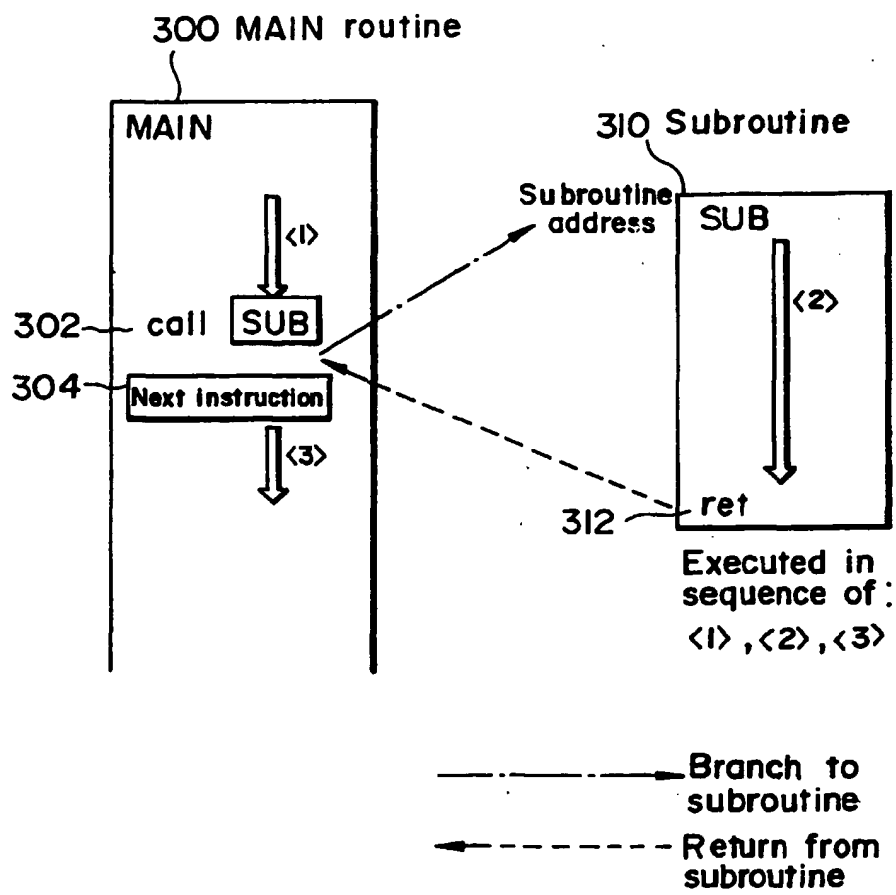 300 MAIN routine
MAIN
310 Subroutine
Subroutine
address
SUB
<1>
<2>
302
call
SUB
304
Next instruction
<3>
312
ret
Executed in
sequence of:
<1>, <2>, <3>
Branch to
subroutine
Return from
subroutine